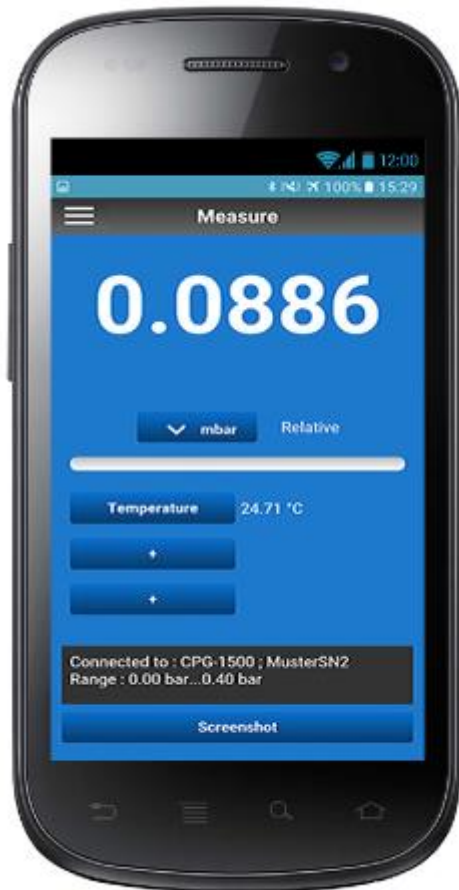 12:00
100% 15:29
Measure
0.0886
mbar Relative
Temperature 24.71 °C
+
+
Connected to : CPG-1500 ; MusterSN2
Range : 0.00 bar...0.40 bar
Screenshot